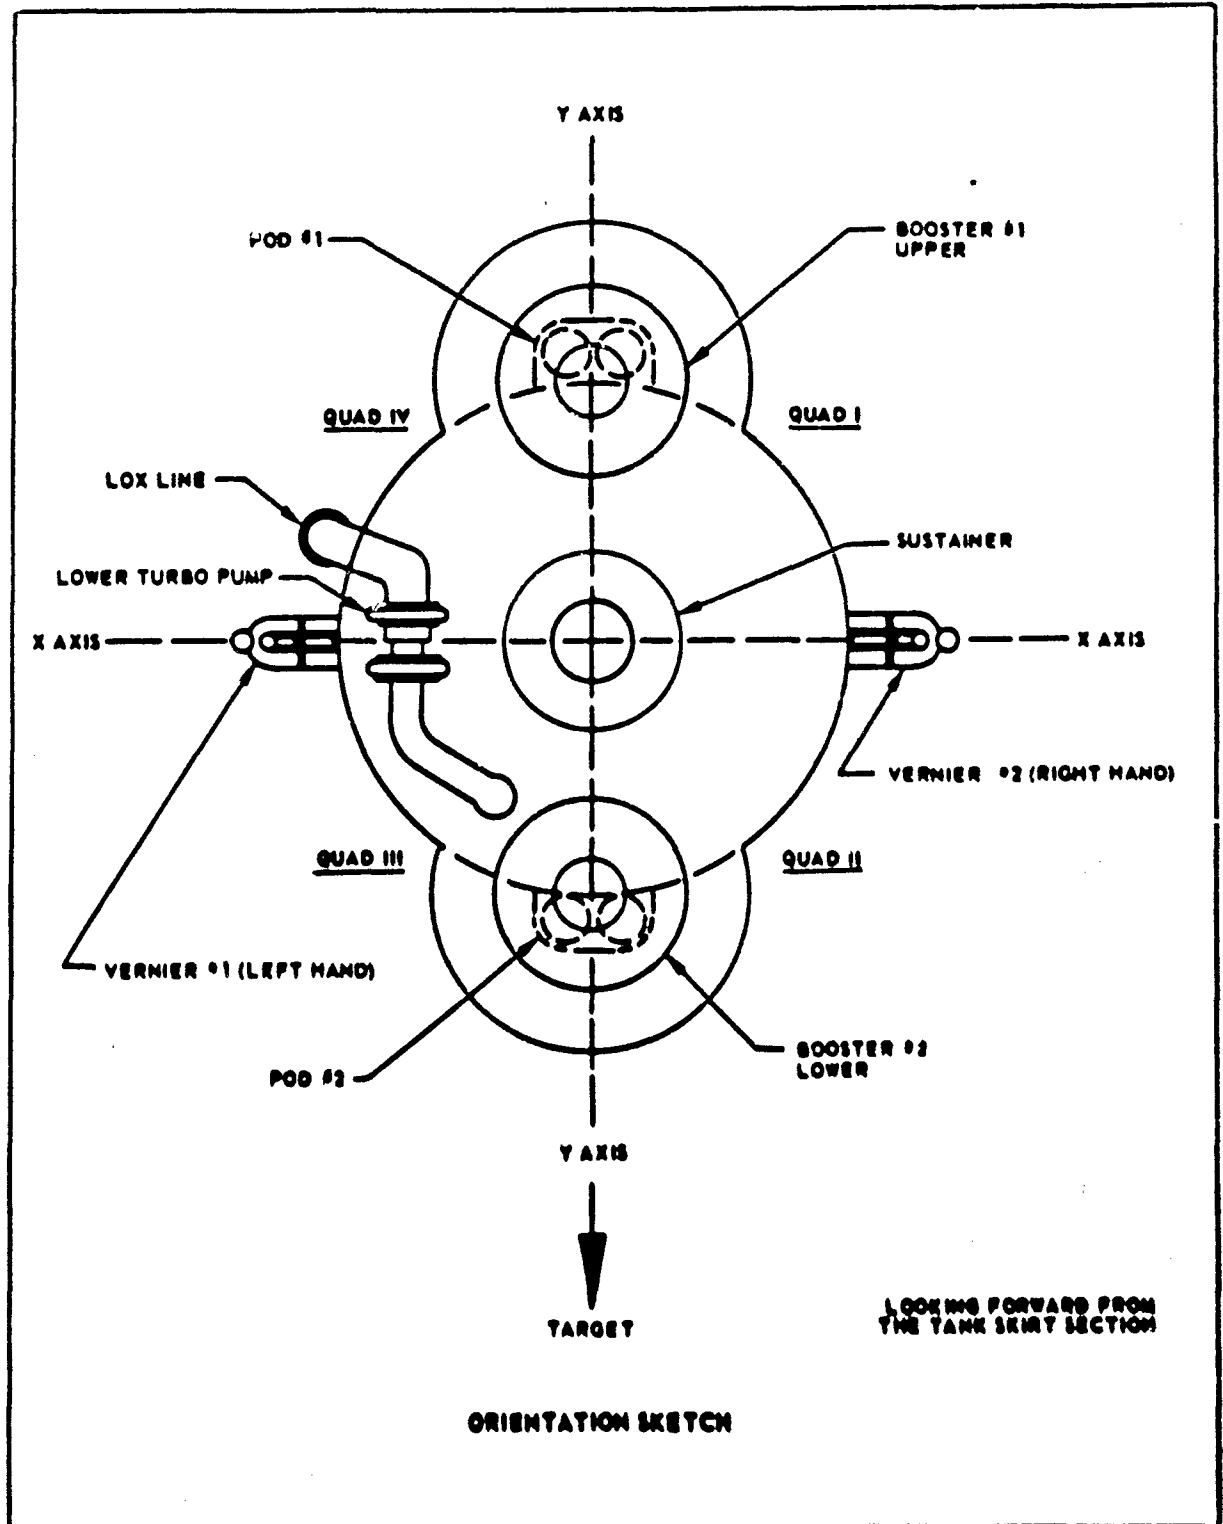 Y AXIS
POD #1
BOOSTER #1
UPPER
QUAD IV
QUAD I
LOX LINE
SUSTAINER
LOWER TURBO PUMP
X AXIS
X AXIS
VERNIER #2 (RIGHT HAND)
QUAD III
QUAD II
VERNIER #1 (LEFT HAND)
BOOSTER #2
LOWER
POD #2
Y AXIS
TARGET
LOOKING FORWARD FROM
THE TANK SKIRT SECTION
ORIENTATION SKETCH